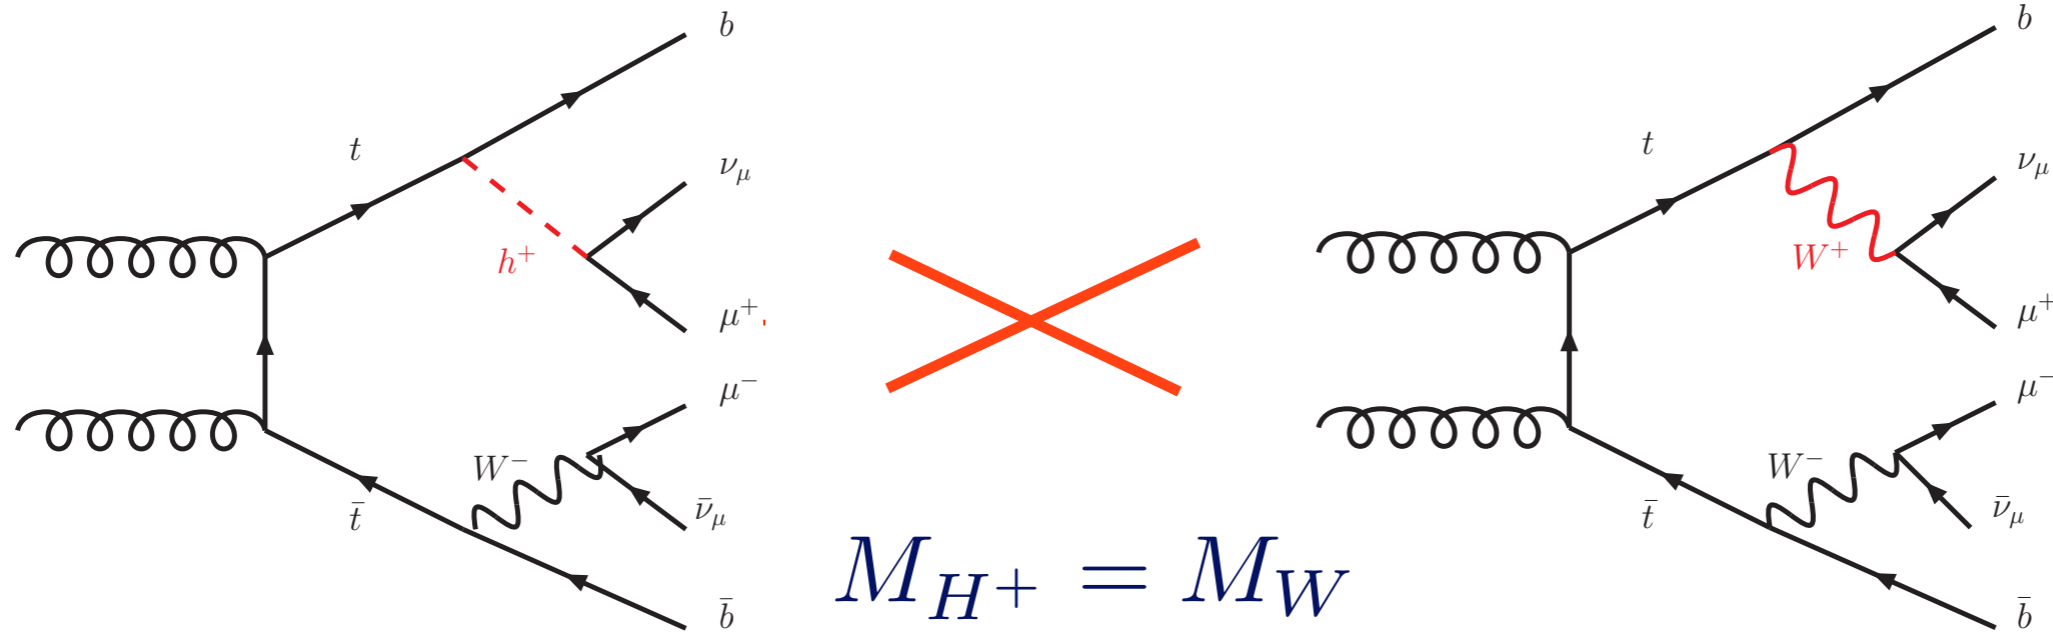 b
t
ν_μ
h⁺
μ⁺
μ⁻
W⁻
t̄
ν̄_μ
b̄
M_{H⁺} = M_W
b
t
ν_μ
W⁺
μ⁺
μ⁻
W⁻
t̄
ν̄_μ
b̄